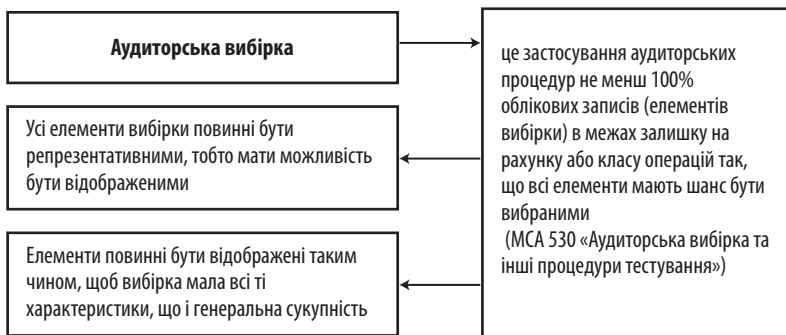 Аудиторська вибірка
це застосування аудиторських
процедур не менш 100%
облікових записів (елементів
вибірки) в межах залишку на
рахунку або класу операцій так,
що всі елементи мають шанс бути
вибраними
(МСА 530 «Аудиторська вибірка та
інші процедури тестування»)
Усі елементи вибірки повинні бути
репрезентативними, тобто мати можливість
бути відображеними
Елементи повинні бути відображені таким
чином, щоб вибірка мала всі ті
характеристики, що і генеральна сукупність